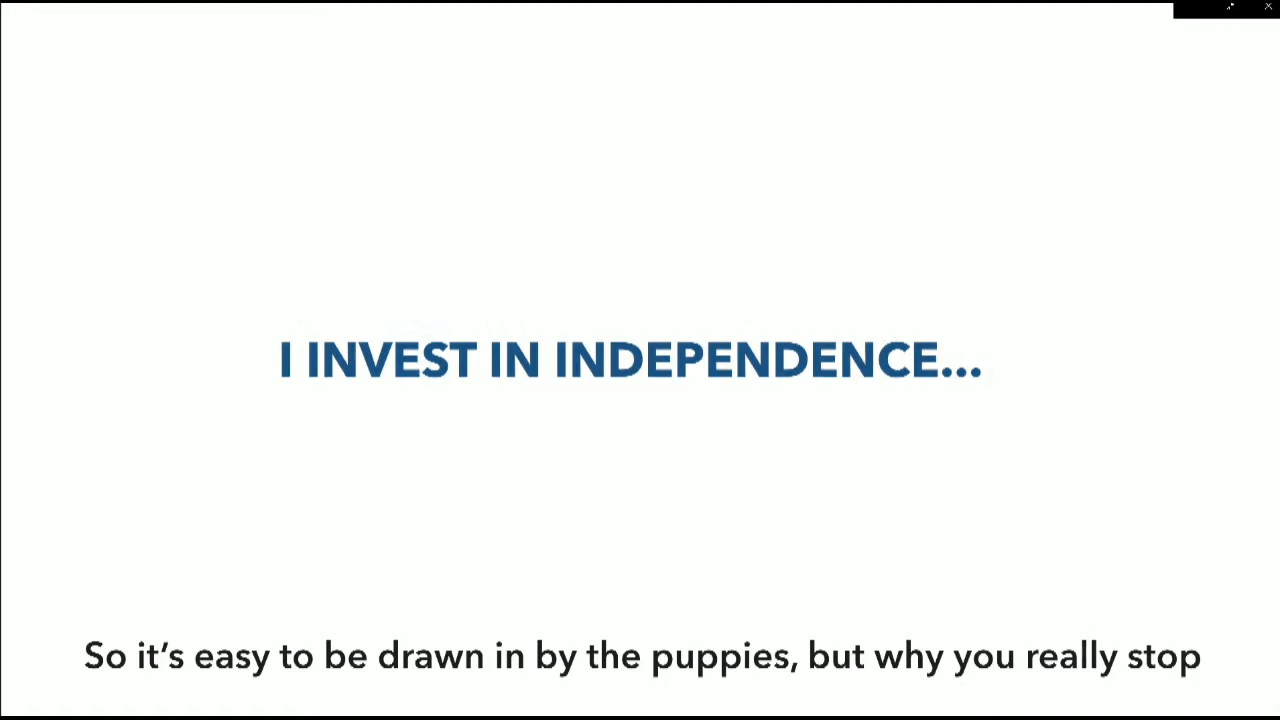 I INVEST IN INDEPENDENCE...
So it’s easy to be drawn in by the puppies, but why you really stop